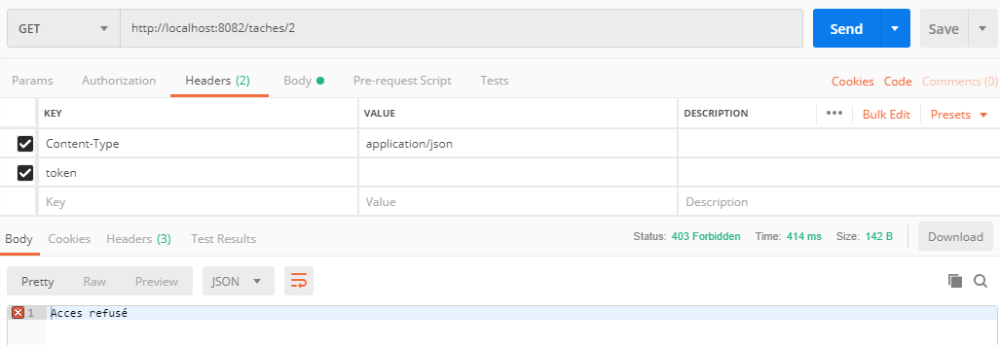 GET http://localhost:8082/taches/2 Send Save
Params Authorization Headers (2) Body Pre-request Script Tests Cookies Code Comments (0)
KEY VALUE DESCRIPTION ••• Bulk Edit Presets
Content-Type application/json
token
Key Value Description
Body Cookies Headers (3) Test Results Status: 403 Forbidden Time: 414 ms Size: 142 B Download
Pretty Raw Preview JSON
1 Acces refusé